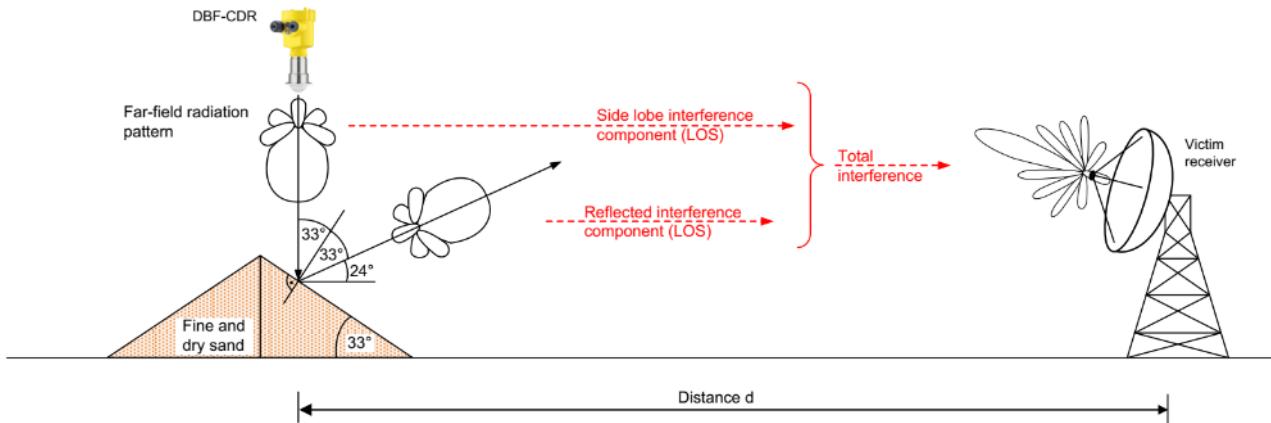 DBF-CDR
Far-field radiation
pattern
Side lobe interference
component (LOS)
Total
interference
Victim
receiver
Reflected interference
component (LOS)
33°
33°
24°
Fine and
dry sand
33°
Distance d